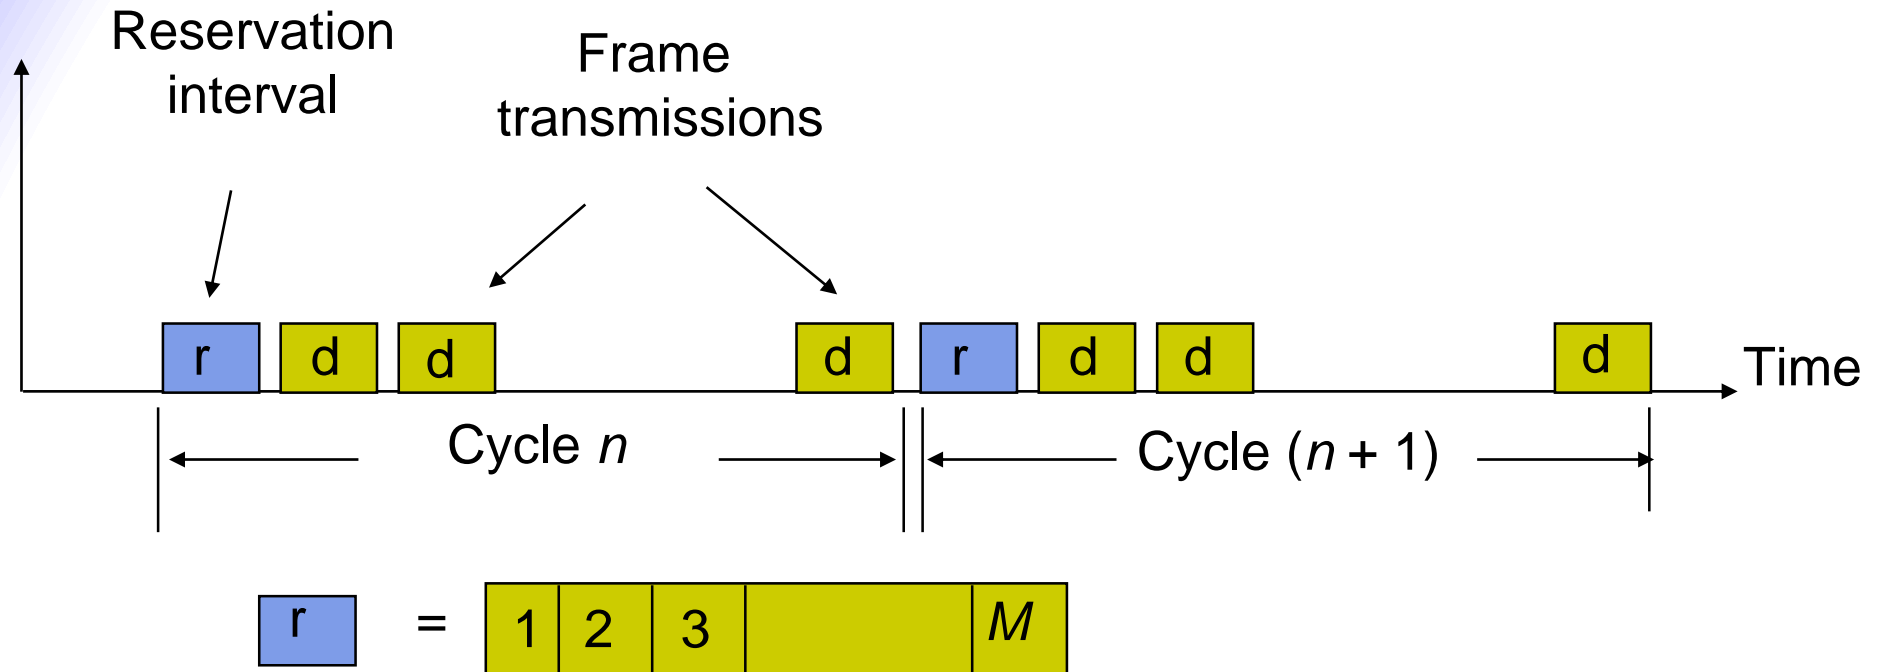 Reservation
interval
Frame
transmissions
r d d d r d d d Time
Cycle n Cycle (n + 1)
r = 1 2 3 M